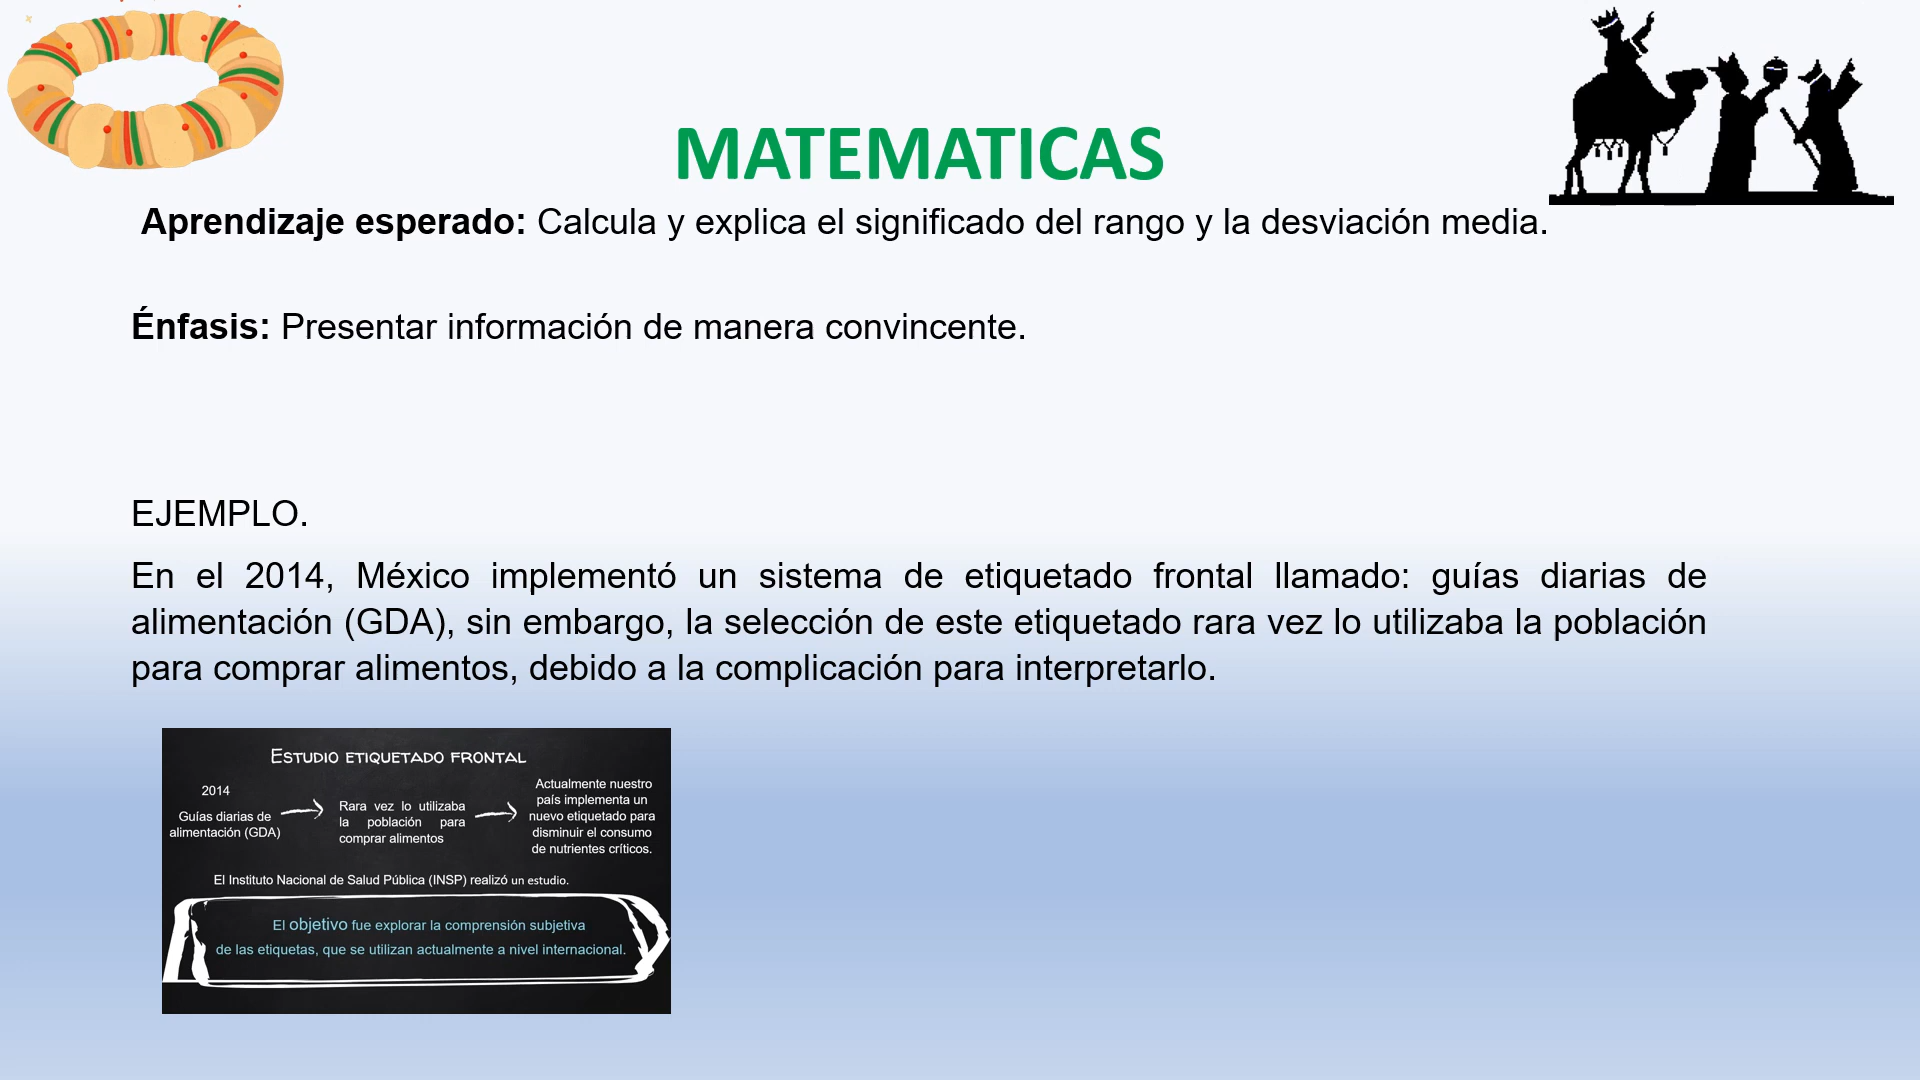 MATEMATICAS
Aprendizaje esperado: Calcula y explica el significado del rango y la desviación media.
Énfasis: Presentar información de manera convincente.
EJEMPLO.
En el 2014, México implementó un sistema de etiquetado frontal llamado: guías diarias de
alimentación (GDA), sin embargo, la selección de este etiquetado rara vez lo utilizaba la población
para comprar alimentos, debido a la complicación para interpretarlo.
ESTUDIO ETIQUETADO FRONTAL
2014
Guías diarias de
alimentación (GDA)
Rara vez lo utilizaba
la población para
comprar alimentos
Actualmente nuestro
país implementa un
nuevo etiquetado para
disminuir el consumo
de nutrientes críticos.
El Instituto Nacional de Salud Pública (INSP) realizó un estudio.
El objetivo fue explorar la comprensión subjetiva
de las etiquetas, que se utilizan actualmente a nivel internacional.